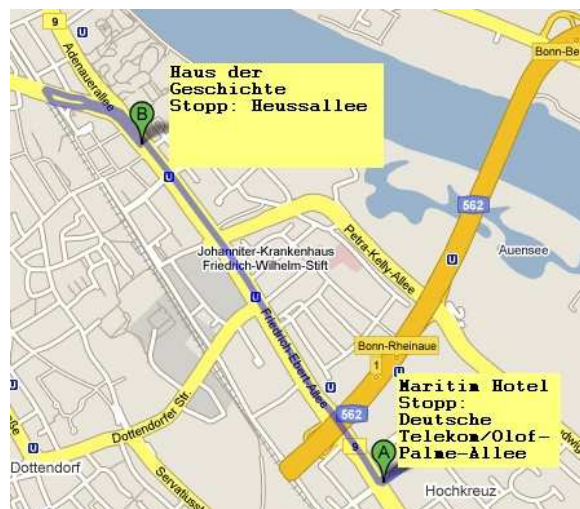 9
U
Bonn-Be
Adenauerallee
Haus der
Geschichte
Stopp: Heussallee
B
U
562
Auensee
Petra-Kelly-Allee
Johanniter-Krankenhaus
Friedrich-Wilhelm-Stift
U
U
Friedrich-Ebert-Allee
Bonn-Rheinaue
1
Maritim Hotel
Stopp:
Deutsche
Telekom/Olof-
Palme-Allee
562
Dottendorfer Str.
9
A
U
Dottendorf
Servatiusstr
Hochkreuz